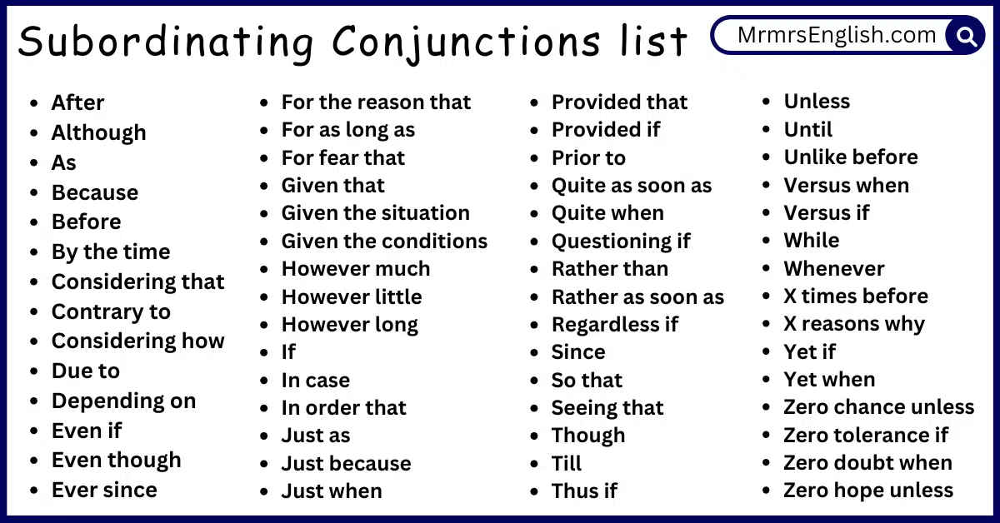 Subordinating Conjunctions list
MrmrsEnglish.com
• After
• Although
• As
• Because
• Before
• By the time
• Considering that
• Contrary to
• Considering how
• Due to
• Depending on
• Even if
• Even though
• Ever since
• For the reason that
• For as long as
• For fear that
• Given that
• Given the situation
• Given the conditions
• However much
• However little
• However long
• If
• In case
• In order that
• Just as
• Just because
• Just when
• Provided that
• Provided if
• Prior to
• Quite as soon as
• Quite when
• Questioning if
• Rather than
• Rather as soon as
• Regardless if
• Since
• So that
• Seeing that
• Though
• Till
• Thus if
• Unless
• Until
• Unlike before
• Versus when
• Versus if
• While
• Whenever
• X times before
• X reasons why
• Yet if
• Yet when
• Zero chance unless
• Zero tolerance if
• Zero doubt when
• Zero hope unless